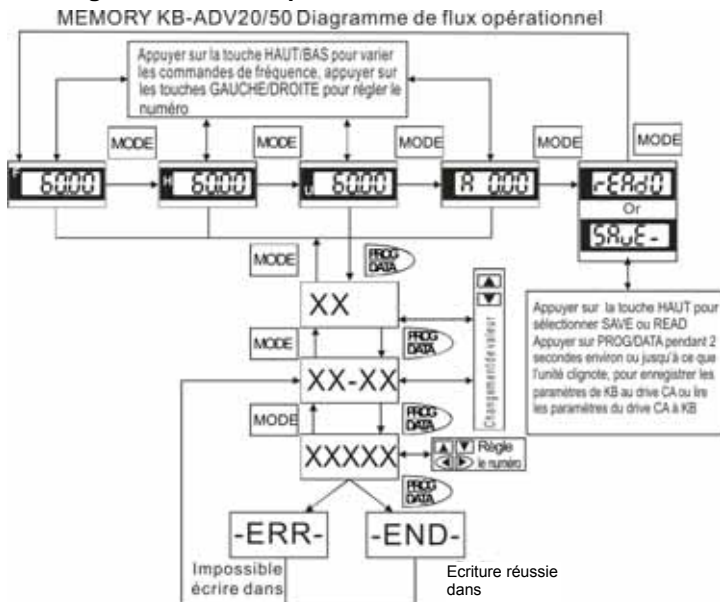 MEMORY KB-ADV20/50 Diagramme de flux opérationnel
Appuyer sur la touche HAUT/BAS pour varier
les commandes de fréquence, appuyer sur
les touches GAUCHE/DROITE pour régler le
numéro
MODE
MODE
MODE
MODE
MODE
F 60.00
H 60.00
U 60.00
A 0.00
rEAd0
Or
SAvE-
MODE
PROG
DATA
XX
MODE
PROG
DATA
XX-XX
MODE
PROG
DATA
XXXXX
Changement de valeur
Règle
le numéro
PROG
DATA
-ERR-
-END-
Impossible
écrire dans
Ecriture réussie
dans
Appuyer sur la touche HAUT pour
sélectionner SAVE ou READ
Appuyer sur PROG/DATA pendant 2
secondes environ ou jusqu'à ce que
l'unité clignote, pour enregistrer les
paramètres de KB au drive CA ou lire
les paramètres du drive CA à KB